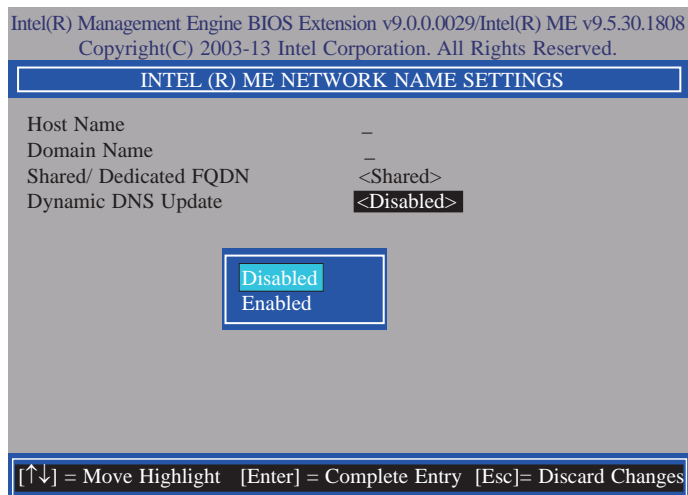 Intel(R) Management Engine BIOS Extension v9.0.0.0029/Intel(R) ME v9.5.30.1808
Copyright(C) 2003-13 Intel Corporation. All Rights Reserved.
INTEL (R) ME NETWORK NAME SETTINGS
Host Name _
Domain Name _
Shared/ Dedicated FQDN <Shared>
Dynamic DNS Update <Disabled>
Disabled
Enabled
[↑↓] = Move Highlight [Enter] = Complete Entry [Esc]= Discard Changes